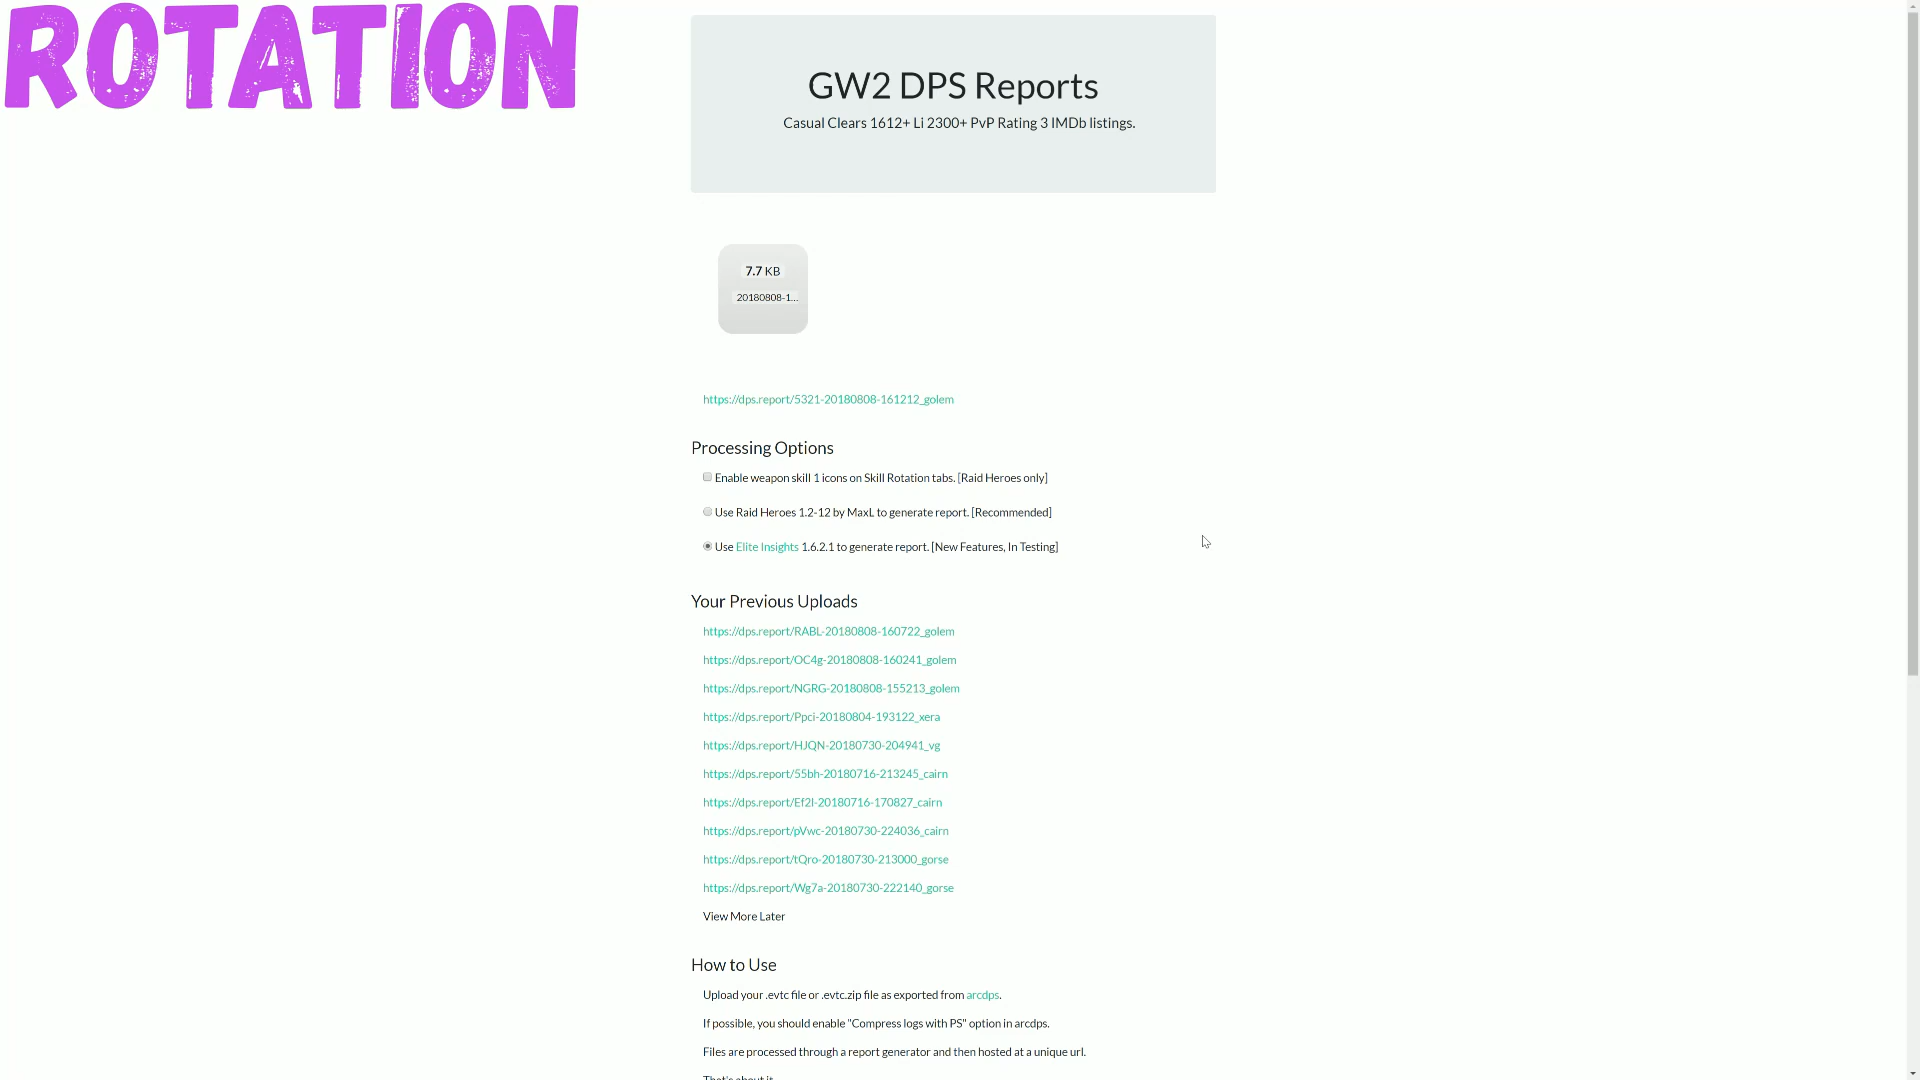 ROTATION
GW2 DPS Reports
Casual Clears 1612+ Li 2300+ PvP Rating 3 IMDb listings.
7.7 KB
20180808-1...
https://dps.report/5321-20180808-161212_golem
Processing Options
Enable weapon skill 1 icons on Skill Rotation tabs. [Raid Heroes only]
Use Raid Heroes 1.2-12 by MaxL to generate report. [Recommended]
Use Elite Insights 1.6.2.1 to generate report. [New Features, In Testing]
Your Previous Uploads
https://dps.report/RABL-20180808-160722_golem
https://dps.report/OC4g-20180808-160241_golem
https://dps.report/NGRG-20180808-155213_golem
https://dps.report/Ppci-20180804-193122_xera
https://dps.report/HJQN-20180730-204941_vg
https://dps.report/55bh-20180716-213245_cairn
https://dps.report/Ef2I-20180716-170827_cairn
https://dps.report/pVwc-20180730-224036_cairn
https://dps.report/tQro-20180730-213000_gorse
https://dps.report/Wg7a-20180730-222140_gorse
View More Later
How to Use
Upload your .evtc file or .evtc.zip file as exported from arcdps.
If possible, you should enable "Compress logs with PS" option in arcdps.
Files are processed through a report generator and then hosted at a unique url.
That's about it